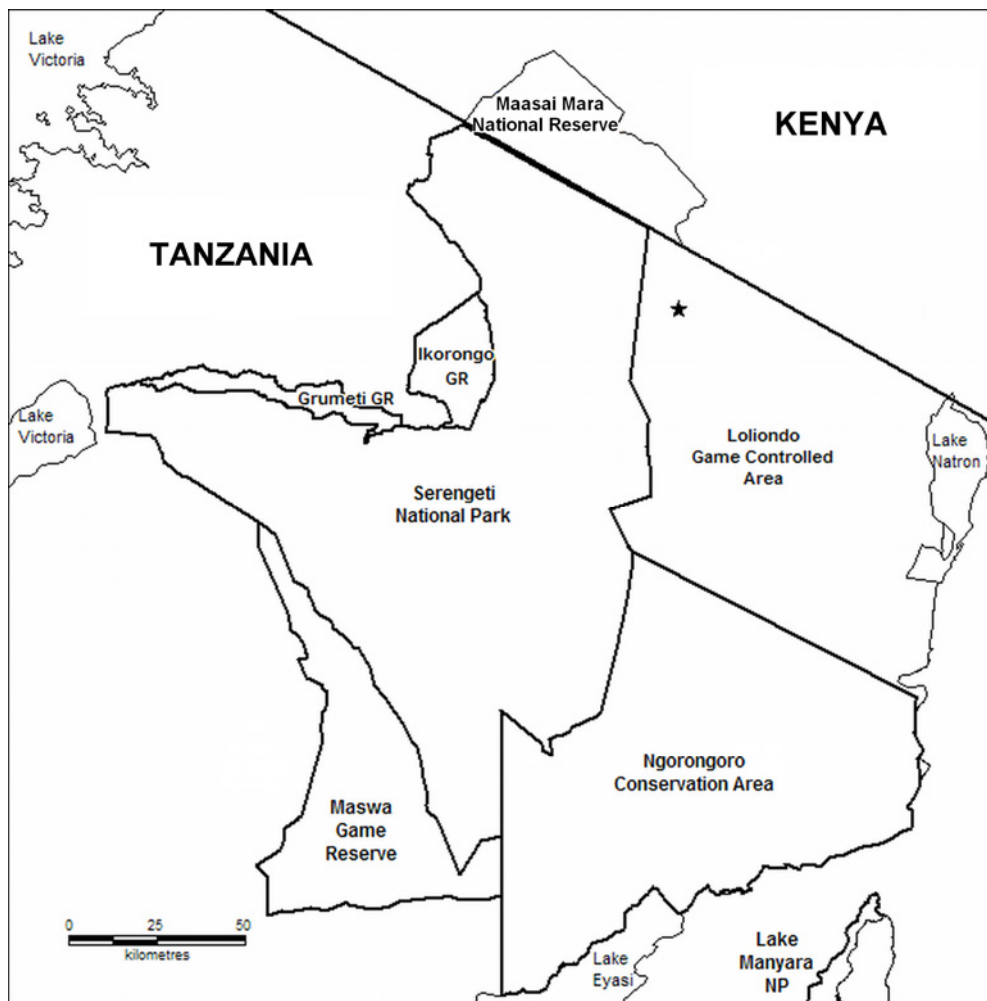 Lake
Victoria
Maasai Mara
National Reserve
KENYA
TANZANIA
Ikorongo
GR
Grumeti GR
Lake
Victoria
Loliondo
Game Controlled
Area
Lake
Natron
Serengeti
National Park
Ngorongoro
Conservation Area
Maswa
Game
Reserve
0 25 50
kilometres
Lake
Eyasi
Lake
Manyara
NP